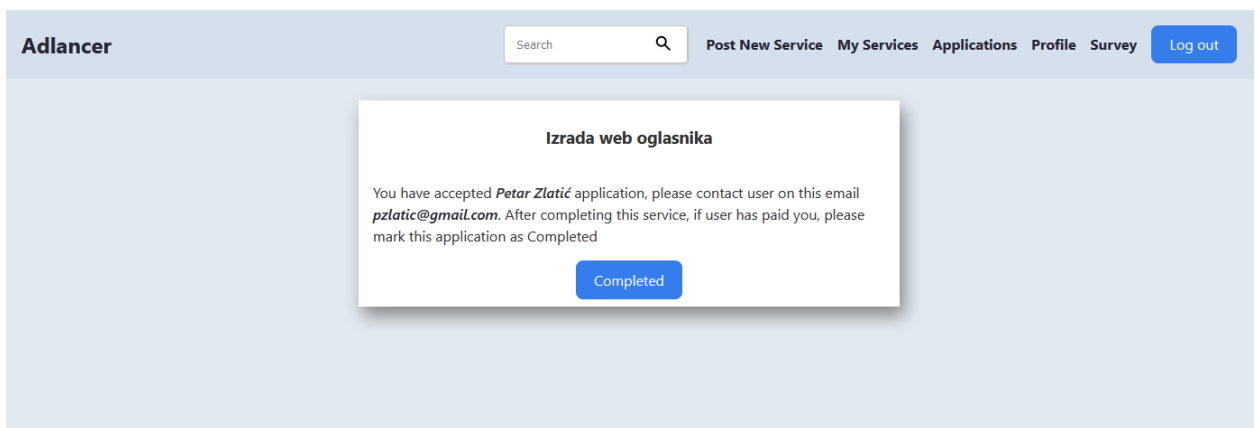 Adlancer
Search
Post New Service
My Services
Applications
Profile
Survey
Log out
Izrada web oglasnika
You have accepted Petar Zlatić application, please contact user on this email
pzlatic@gmail.com. After completing this service, if user has paid you, please
mark this application as Completed
Completed